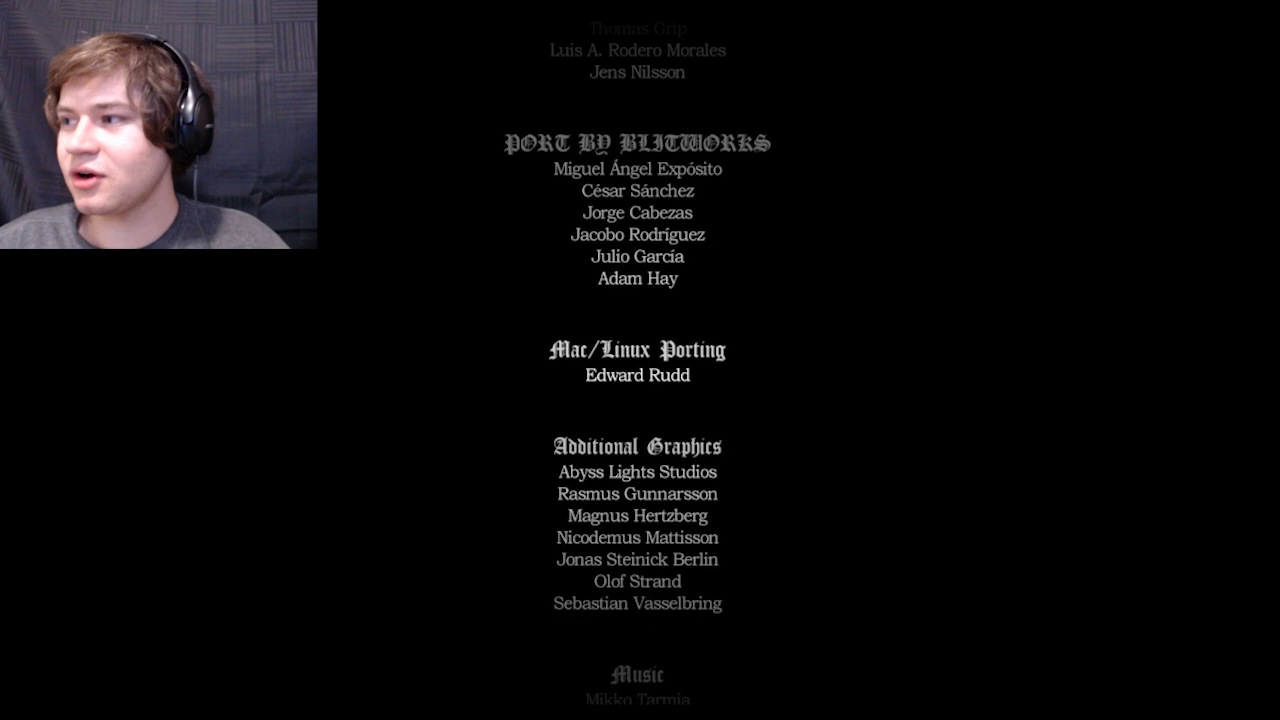 Thomas Grip
Luis A. Rodero Morales
Jens Nilsson
PORT BY BLITWORKS
Miguel Ángel Expósito
César Sánchez
Jorge Cabezas
Jacobo Rodríguez
Julio García
Adam Hay
Mac/Linux Porting
Edward Rudd
Additional Graphics
Abyss Lights Studios
Rasmus Gunnarsson
Magnus Hertzberg
Nicodemus Mattisson
Jonas Steinick Berlin
Olof Strand
Sebastian Vasselbring
Music
Mikko Tarmia